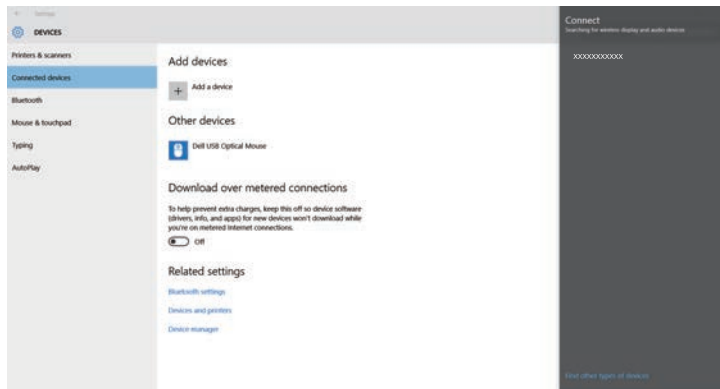 Settings
DEVICES
Printers & scanners
Connected devices
Bluetooth
Mouse & touchpad
Typing
AutoPlay
Add devices
Add a device
Other devices
Dell USB Optical Mouse
Download over metered connections
To help prevent extra charges, keep this off so device software
(drivers, info, and apps) for new devices won't download while
you're on metered Internet connections.
Off
Related settings
Bluetooth settings
Devices and printers
Device manager
Connect
Searching for wireless display and audio devices
xxxxxxxxxxx
Find other types of devices